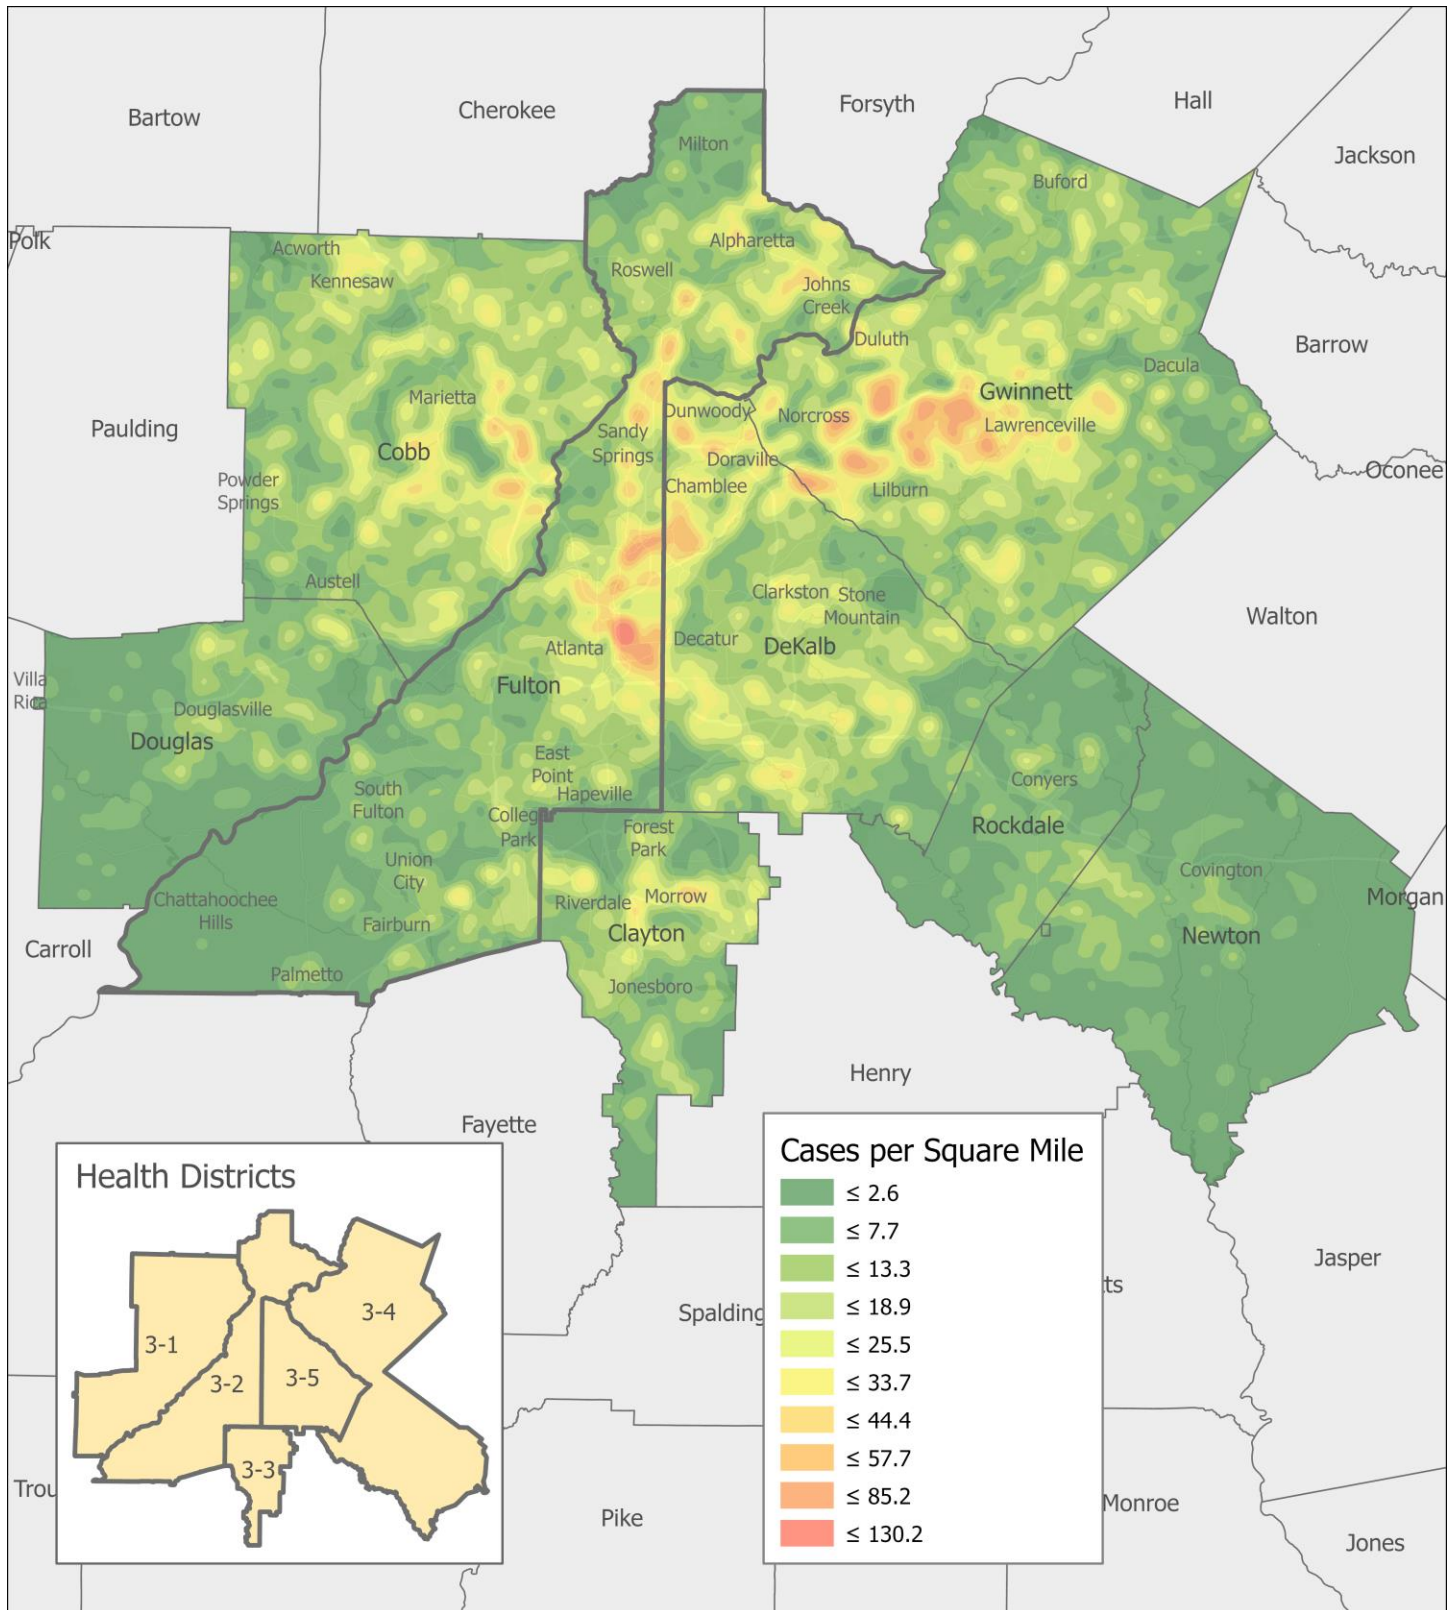 Bartow
Cherokee
Forsyth
Hall
Jackson
Polk
Milton
Buford
Acworth
Kennesaw
Alpharetta
Roswell
Johns
Creek
Duluth
Barrow
Dacula
Paulding
Marietta
Cobb
Dunwoody
Norcross
Gwinnett
Lawrenceville
Sandy
Springs
Doraville
Chamblee
Lilburn
Oconee
Powder
Springs
Austell
Clarkston
Stone
Mountain
Walton
Atlanta
Decatur
DeKalb
Villa
Rica
Fulton
Douglasville
Douglas
East
Point
Hapeville
South
Fulton
College
Park
Forest
Park
Conyers
Rockdale
Union
City
Covington
Chattahoochee
Hills
Riverdale
Morrow
Morgan
Fairburn
Clayton
Newton
Carroll
Palmetto
Jonesboro
Henry
Fayette
Jasper
Spalding
ts
Trou
Pike
Monroe
Jones
Health Districts
3-1
3-2
3-3
3-4
3-5
Cases per Square Mile
≤ 2.6
≤ 7.7
≤ 13.3
≤ 18.9
≤ 25.5
≤ 33.7
≤ 44.4
≤ 57.7
≤ 85.2
≤ 130.2